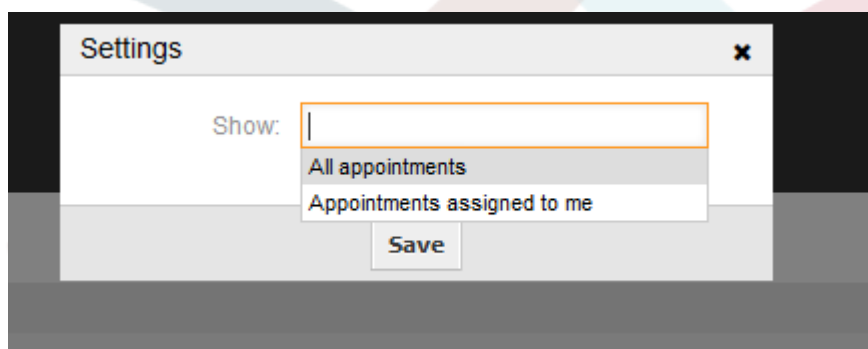 Settings
Show:
All appointments
Appointments assigned to me
Save